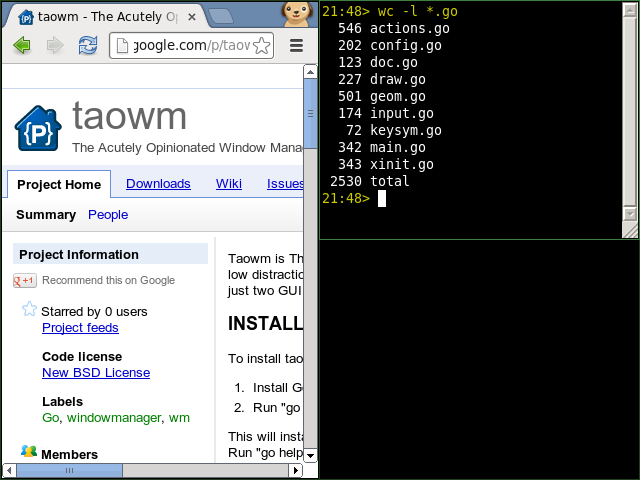 taowm - The Acutely Opi
google.com/p/taow
taowm
The Acutely Opinionated Window Mana
Project Home
Downloads
Wiki
Issues
Summary
People
Project Information
g +1 Recommend this on Google
Starred by 0 users
Project feeds
Code license
New BSD License
Labels
Go, windowmanager, wm
Members
Taowm is Th
low distractio
just two GUI
INSTALL
To install tao
1. Install G
2. Run "go
This will insta
Run "go help
21:48> wc -l *.go
546 actions.go
202 config.go
123 doc.go
227 draw.go
501 geom.go
174 input.go
72 keysym.go
342 main.go
343 xinit.go
2530 total
21:48>